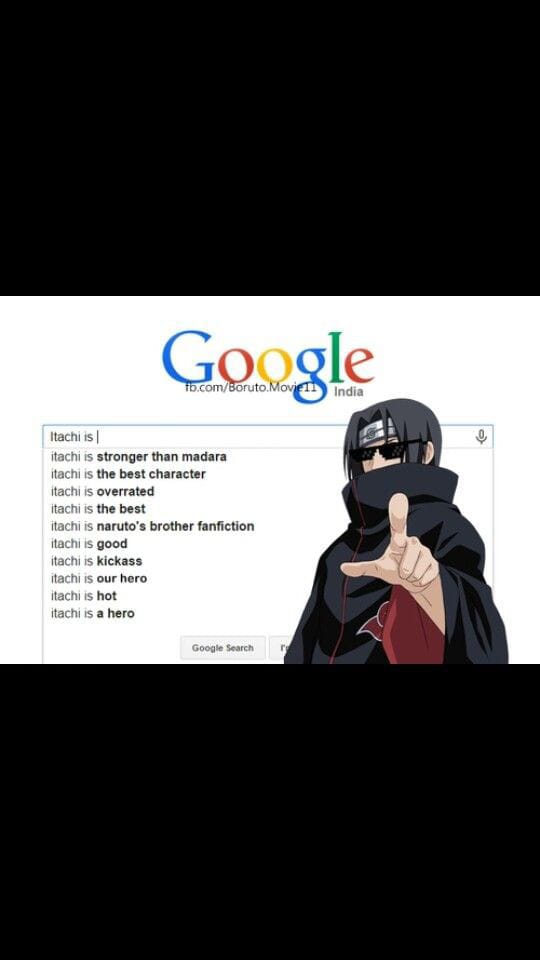 Google
fb.com/Boruto.Movie11
India
Itachi is
itachi is stronger than madara
itachi is the best character
itachi is overrated
itachi is the best
itachi is naruto's brother fanfiction
itachi is good
itachi is kickass
itachi is our hero
itachi is hot
itachi is a hero
Google Search
I'